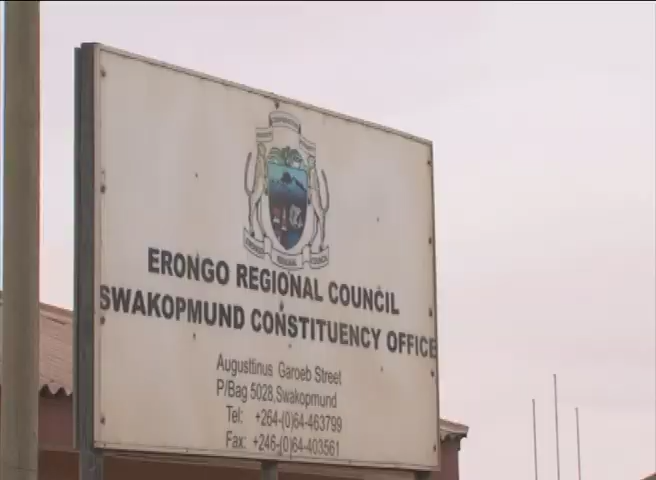 ERONGO REGIONAL COUNCIL
SWAKOPMUND CONSTITUENCY OFFICE
Augusttinus Garoeb Street
P/Bag 5028,Swakopmund
Tel: +264-(0)64-463799
Fax: +246-(0)64-403561